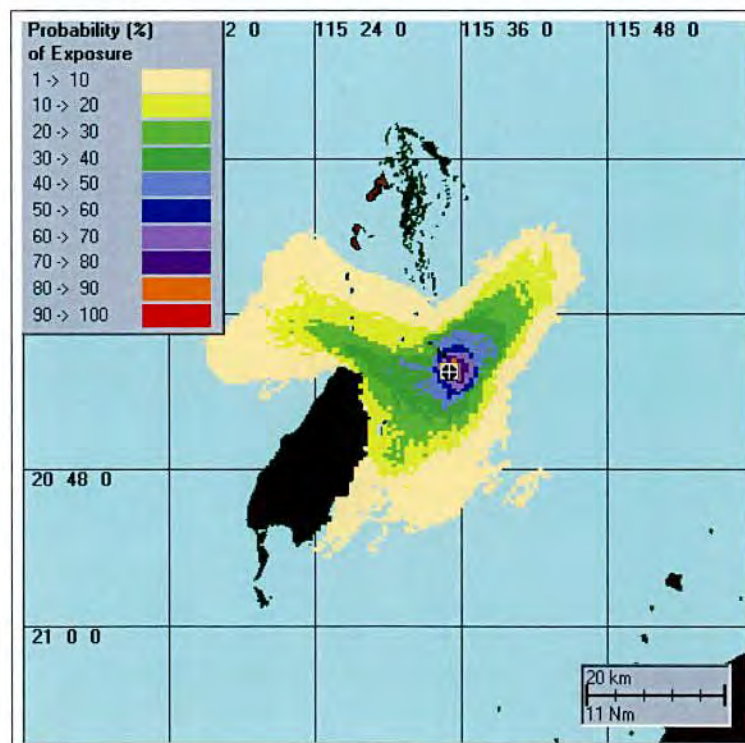 Probability (%)
of Exposure
1 -> 10
10 -> 20
20 -> 30
30 -> 40
40 -> 50
50 -> 60
60 -> 70
70 -> 80
80 -> 90
90 -> 100
2 0
115 24 0
115 36 0
115 48 0
20 48 0
21 0 0
20 km
11 Nm